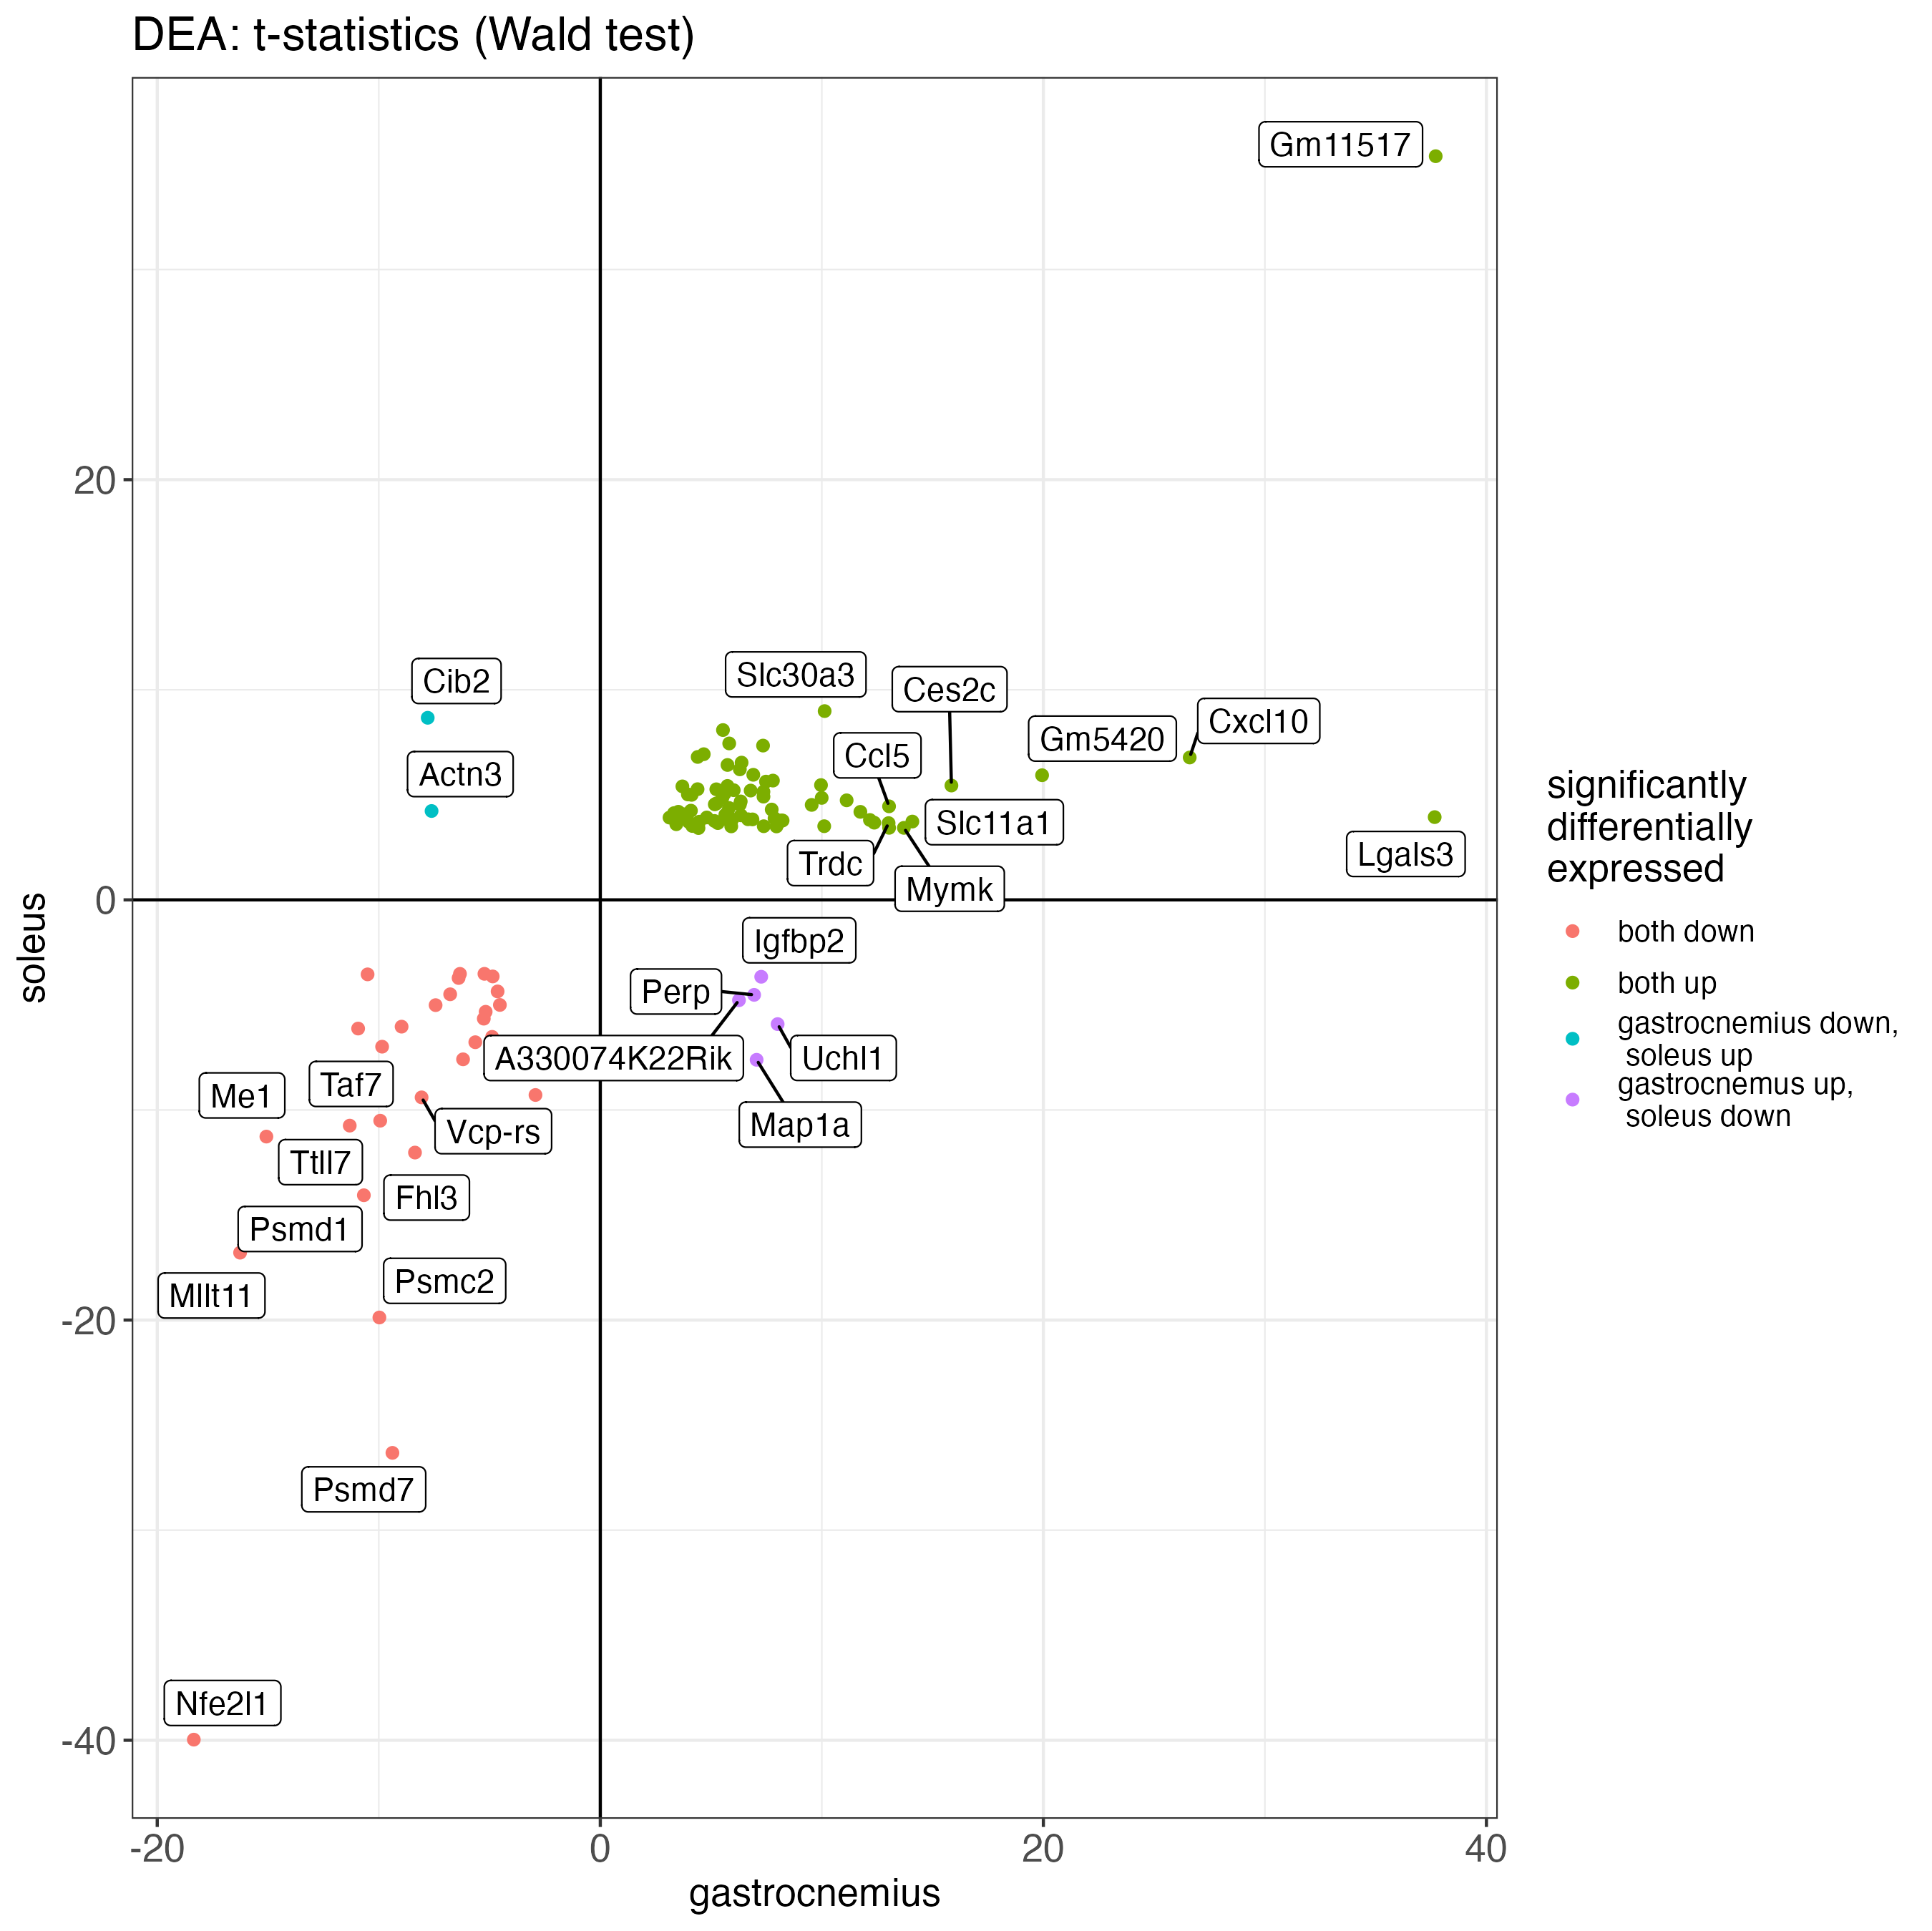 DEA: t-statistics (Wald test)
Gm11517
20
Cib2
Slc30a3
Ces2c
Cxcl10
Gm5420
Ccl5
Actn3
Slc11a1
Trdc
Lgals3
Mymk
0
soleus
Igfbp2
Perp
A330074K22Rik
Uchl1
Taf7
Me1
Map1a
Vcp-rs
Ttll7
Fhl3
Psmd1
Psmc2
Mllt11
-20
Psmd7
Nfe2l1
-40
-20
0
20
40
gastrocnemius
significantly
differentially
expressed
both down
both up
gastrocnemius down,
soleus up
gastrocnemus up,
soleus down